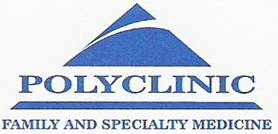 POLYCLINIC
FAMILY AND SPECIALTY MEDICINE